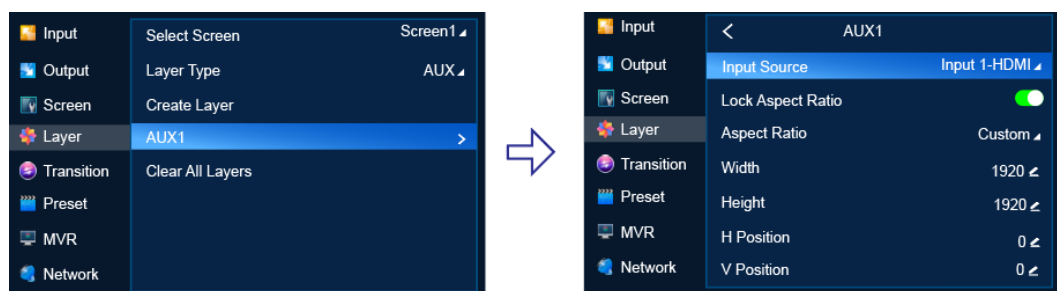 Input
Select Screen Screen1
Output
Layer Type AUX
Screen
Create Layer
Layer
AUX1 >
Transition
Clear All Layers
Preset
MVR
Network
Input
< AUX1
Output
Input Source Input 1-HDMI
Screen
Lock Aspect Ratio
Layer
Aspect Ratio Custom
Transition
Width 1920
Preset
Height 1920
MVR
H Position 0
Network
V Position 0